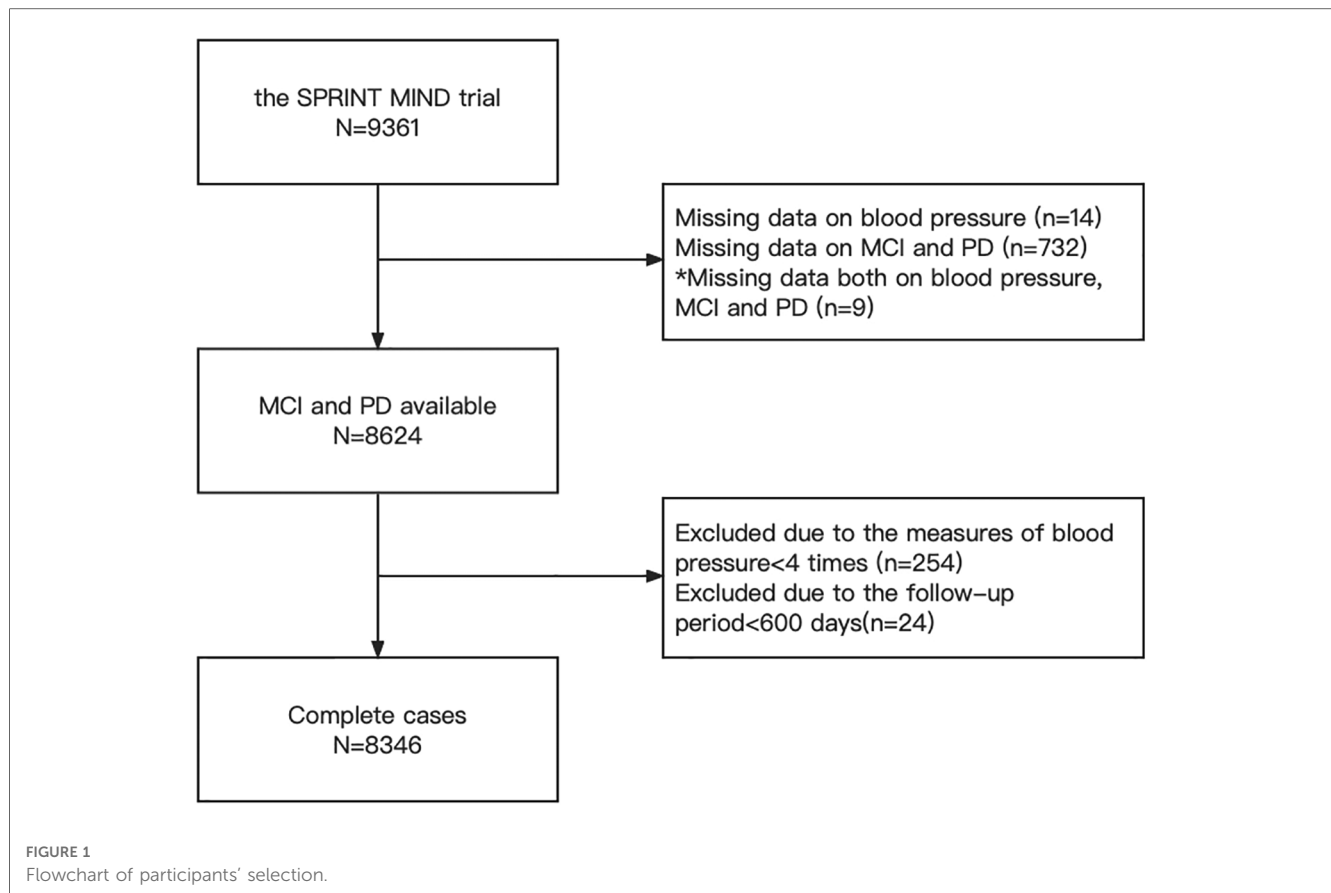 the SPRINT MIND trial
N=9361
Missing data on blood pressure (n=14)
Missing data on MCI and PD (n=732)
*Missing data both on blood pressure,
MCI and PD (n=9)
MCI and PD available
N=8624
Excluded due to the measures of blood
pressure<4 times (n=254)
Excluded due to the follow-up
period<600 days(n=24)
Complete cases
N=8346
FIGURE 1
Flowchart of participants' selection.